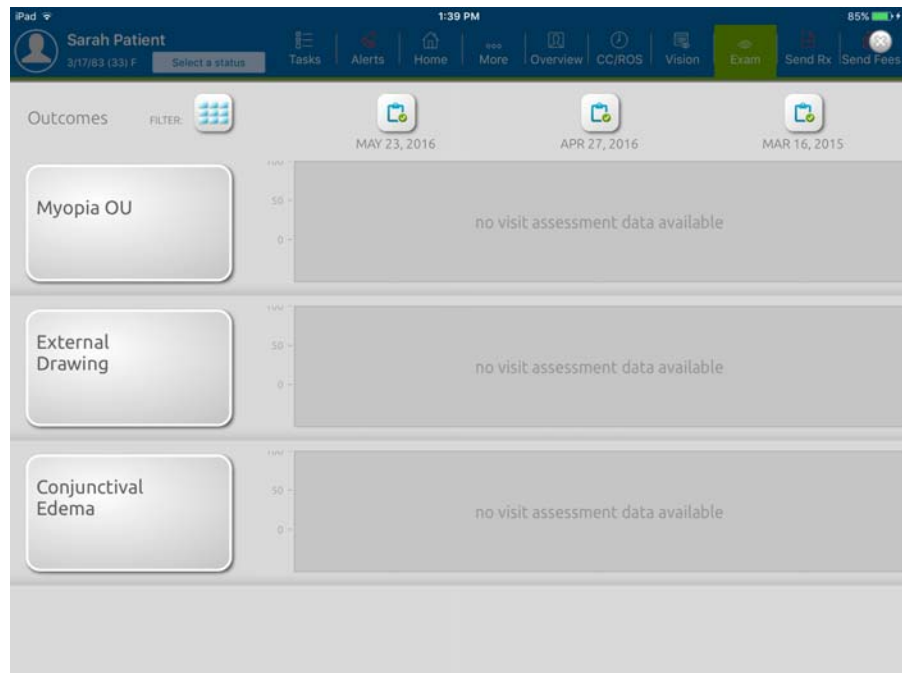 iPad 1:39 PM 85%
Sarah Patient
3/17/83 (33) F Select a status
Tasks Alerts Home More Overview CC/ROS Vision Exam Send Rx Send Fees
Outcomes FILTER:
MAY 23, 2016 APR 27, 2016 MAR 16, 2015
Myopia OU
100
50
0
no visit assessment data available
External
Drawing
100
50
0
no visit assessment data available
Conjunctival
Edema
100
50
0
no visit assessment data available